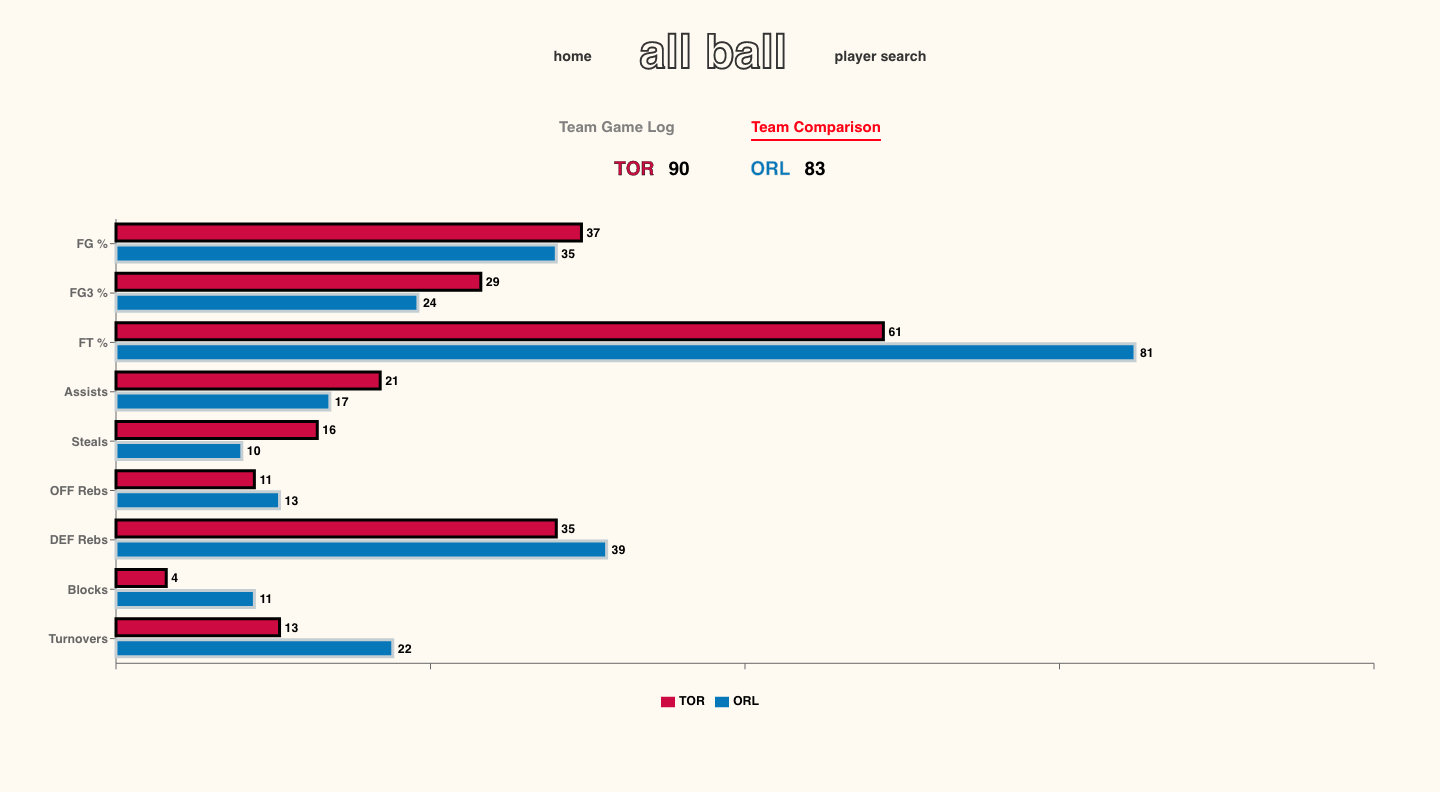 home all ball player search
Team Game Log Team Comparison
TOR 90 ORL 83
FG % 37
35
FG3 % 29
24
FT % 61
81
Assists 21
17
Steals 16
10
OFF Rebs 11
13
DEF Rebs 35
39
Blocks 4
11
Turnovers 13
22
TOR ORL